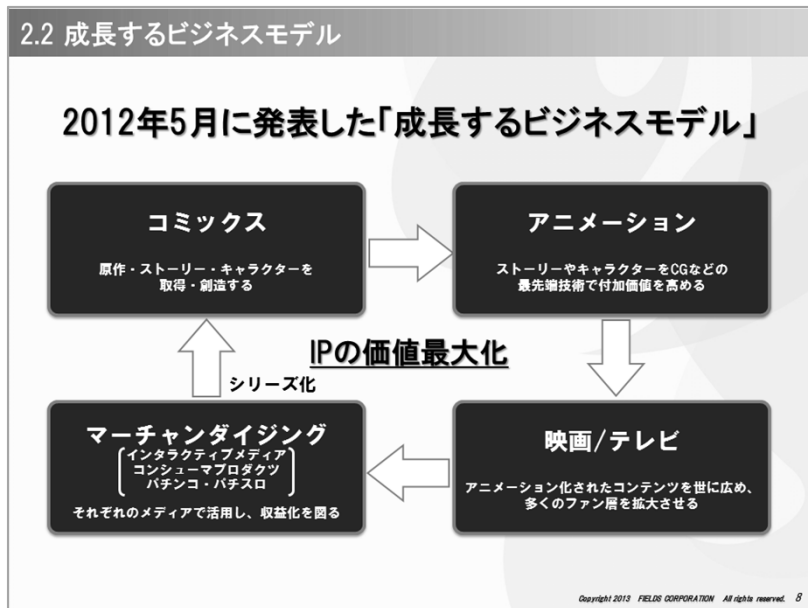 2.2 成長するビジネスモデル
2012年5月に発表した「成長するビジネスモデル」
コミックス
原作・ストーリー・キャラクターを
取得・創造する
アニメーション
ストーリーやキャラクターをCGなどの
最先端技術で付加価値を高める
IPの価値最大化
シリーズ化
マーチャンダイジング
インタラクティブメディア
コンシューマプロダクツ
パチンコ・パチスロ
それぞれのメディアで活用し、収益化を図る
映画/テレビ
アニメーション化されたコンテンツを世に広め、
多くのファン層を拡大させる
Copyright 2013 FIELDS CORPORATION All rights reserved. 8